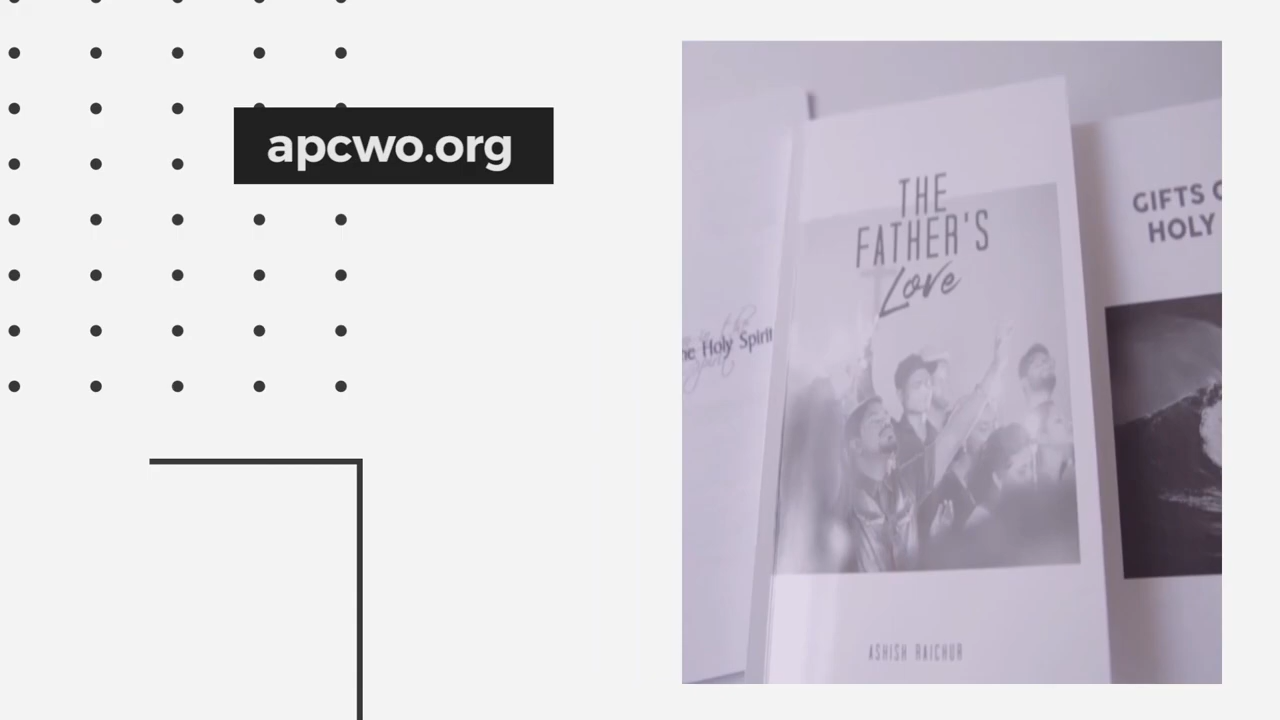 apcwo.org
THE
FATHER'S
Love
ASHISH RAICHUR
Holy Spirit
GIFTS
HOLY